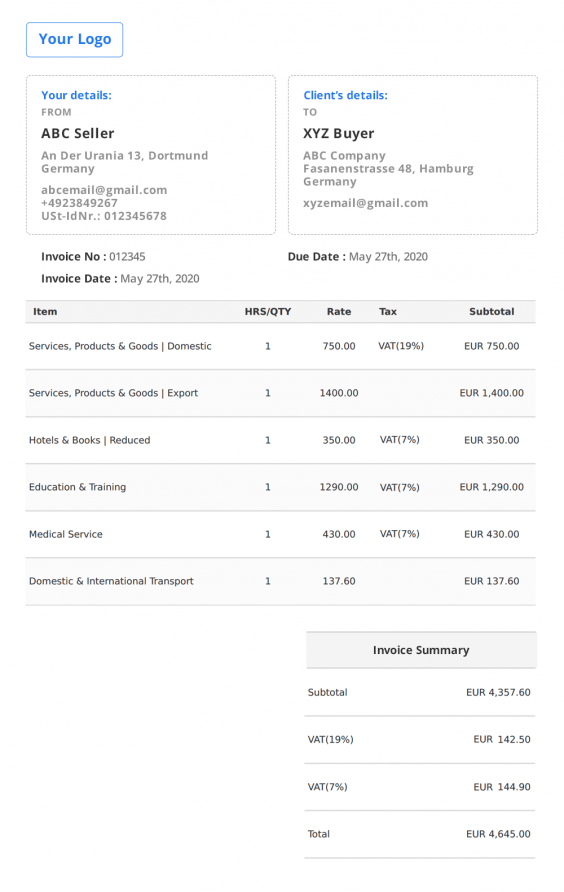 Your Logo
Your details:
FROM
ABC Seller
An Der Urania 13, Dortmund
Germany
abcemail@gmail.com
+4923849267
USt-IdNr.: 012345678
Client's details:
TO
XYZ Buyer
ABC Company
Fasanenstrasse 48, Hamburg
Germany
xyzemail@gmail.com
Invoice No : 012345
Due Date : May 27th, 2020
Invoice Date : May 27th, 2020
Item HRS/QTY Rate Tax Subtotal
Services, Products & Goods | Domestic 1 750.00 VAT(19%) EUR 750.00
Services, Products & Goods | Export 1 1400.00 EUR 1,400.00
Hotels & Books | Reduced 1 350.00 VAT(7%) EUR 350.00
Education & Training 1 1290.00 VAT(7%) EUR 1,290.00
Medical Service 1 430.00 VAT(7%) EUR 430.00
Domestic & International Transport 1 137.60 EUR 137.60
Invoice Summary
Subtotal EUR 4,357.60
VAT(19%) EUR 142.50
VAT(7%) EUR 144.90
Total EUR 4,645.00